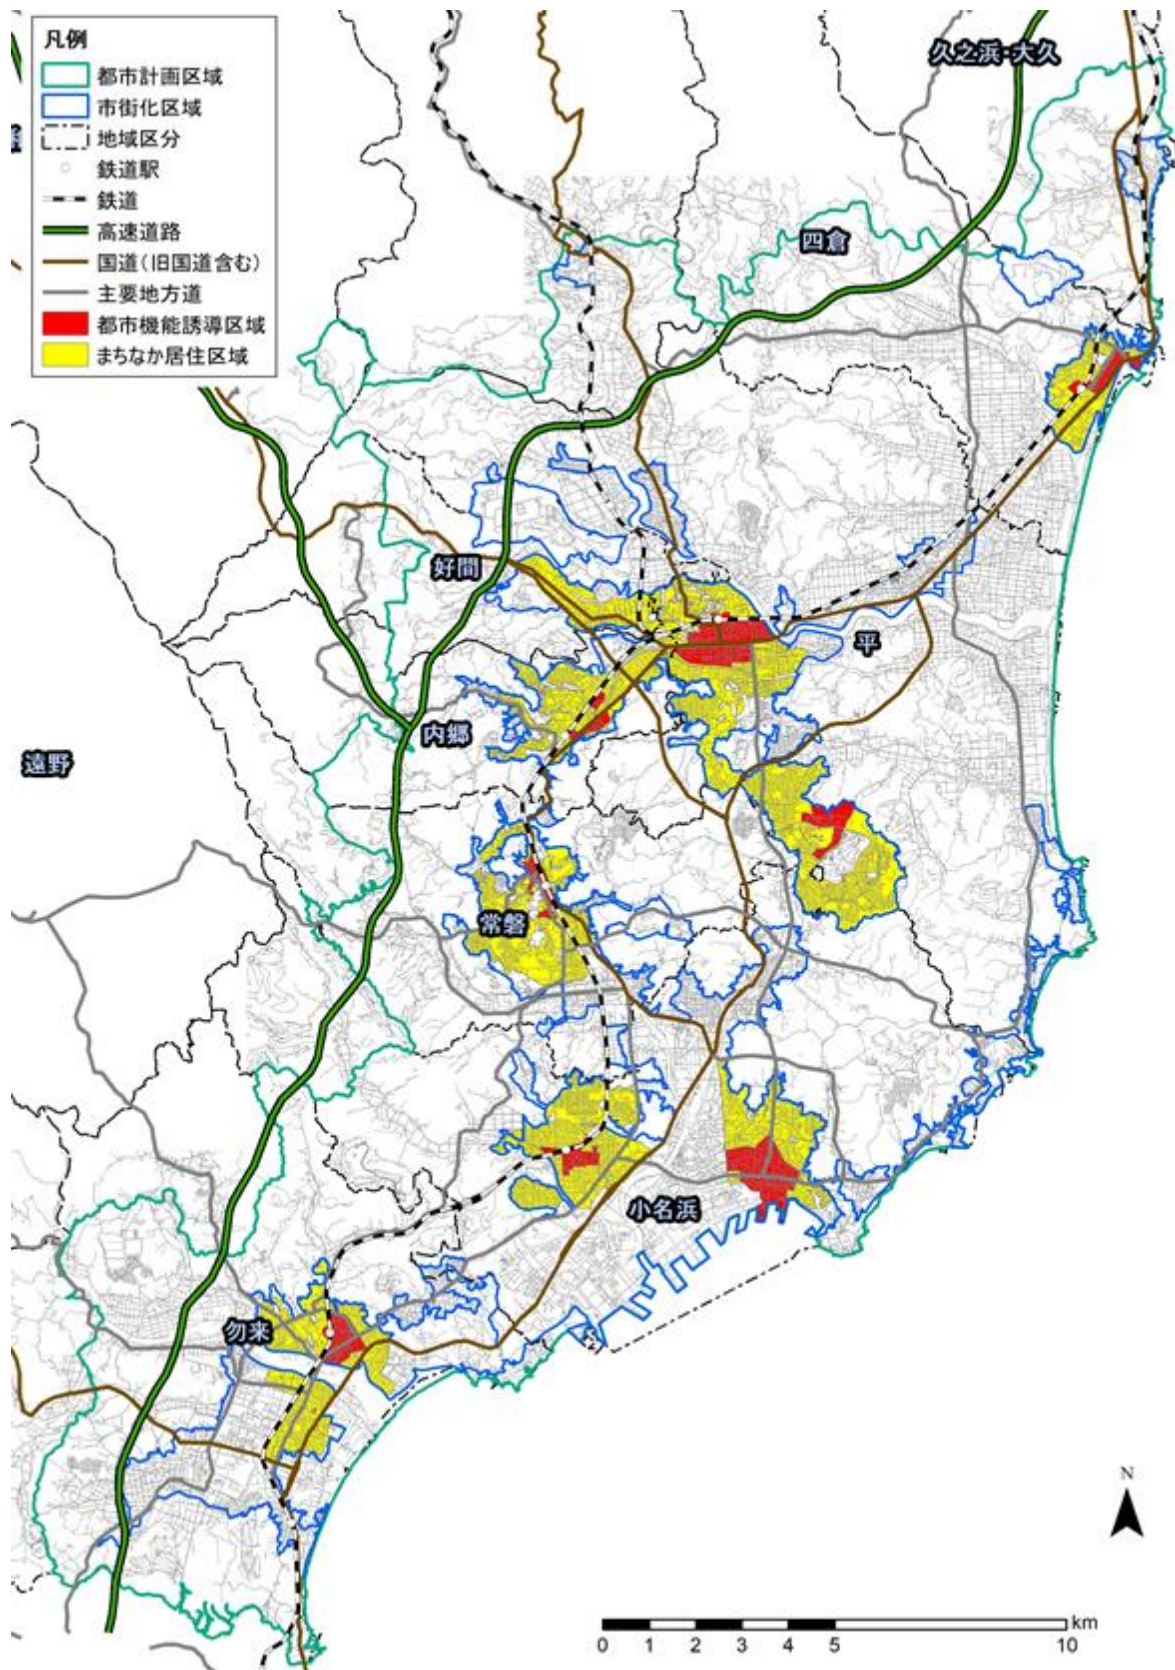 凡例
都市計画区域
市街化区域
地域区分
鉄道駅
鉄道
高速道路
国道(旧国道含む)
主要地方道
都市機能誘導区域
まちなか居住区域
久之浜・大久
四倉
好間
平
内郷
遠野
常磐
小名浜
勿来
N
km
0 1 2 3 4 5 10